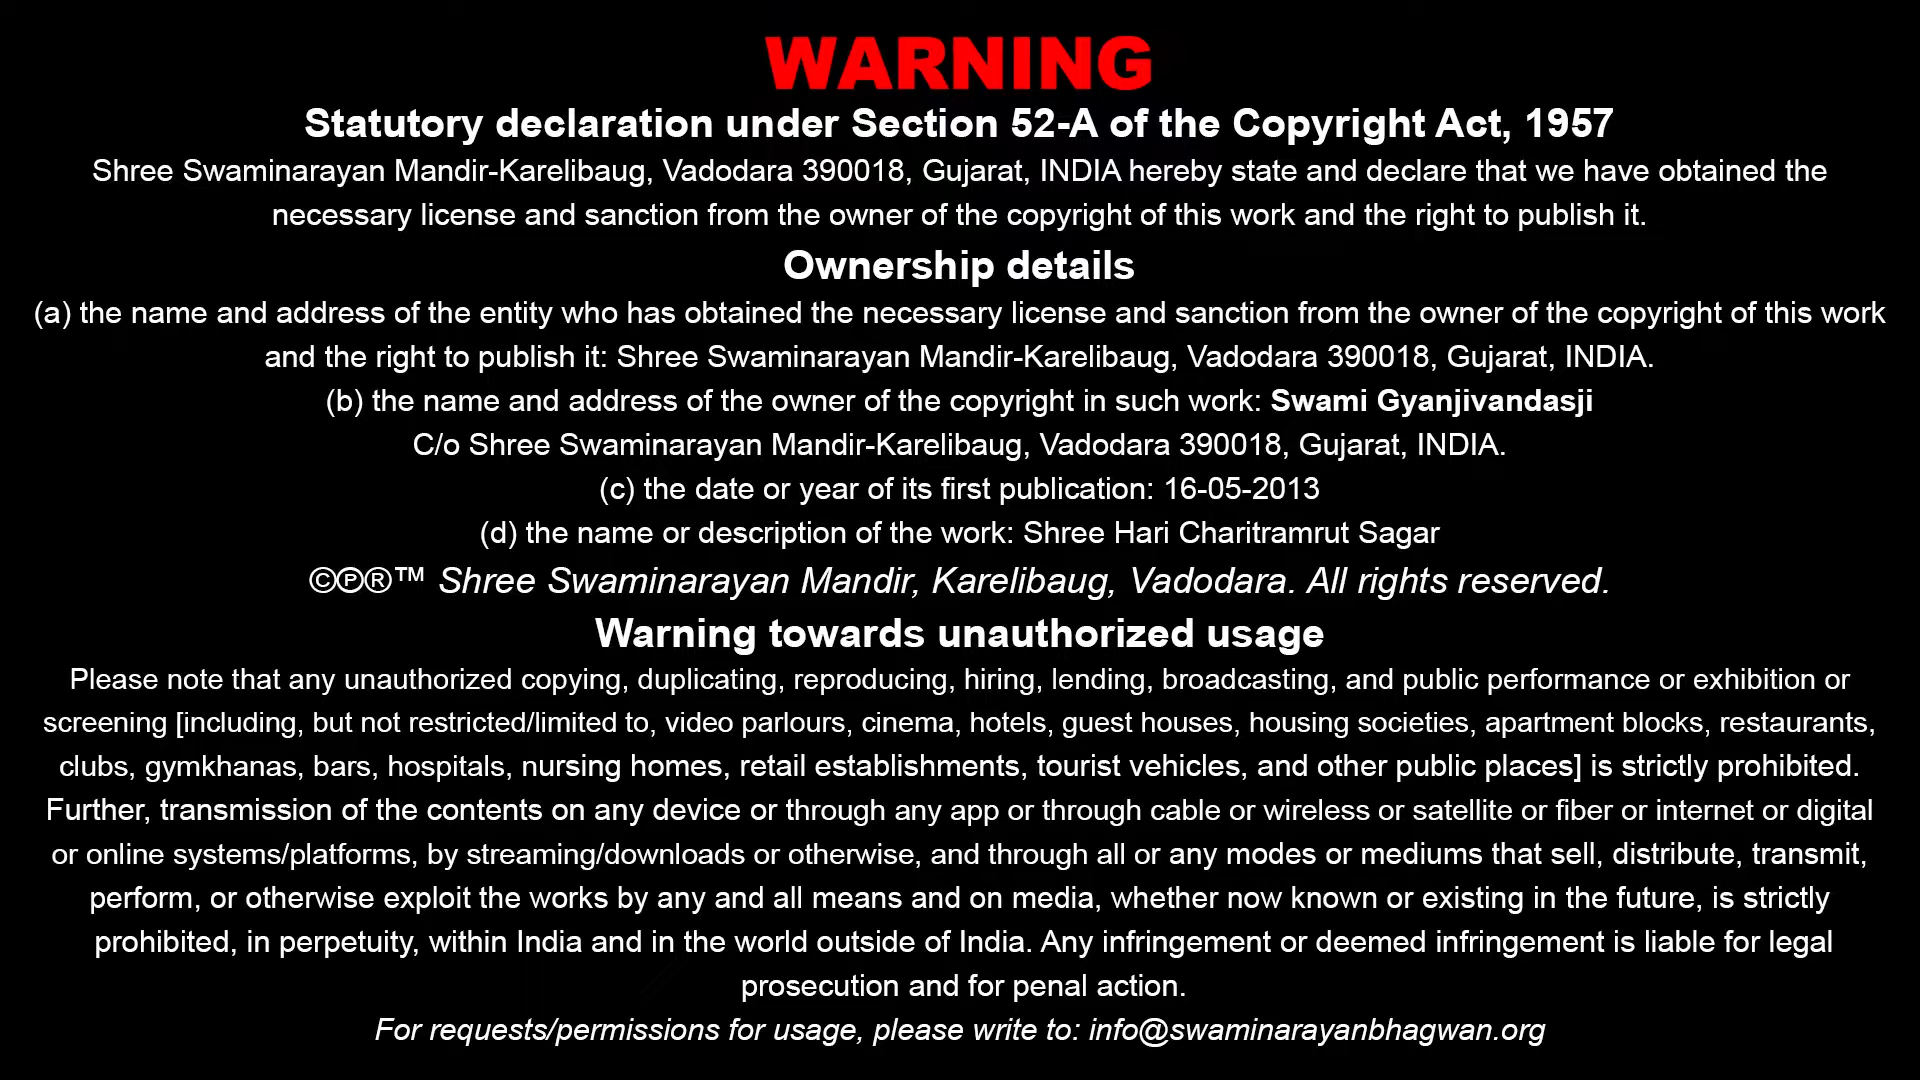 WARNING
Statutory declaration under Section 52-A of the Copyright Act, 1957
Shree Swaminarayan Mandir-Karelibaug, Vadodara 390018, Gujarat, INDIA hereby state and declare that we have obtained the
necessary license and sanction from the owner of the copyright of this work and the right to publish it.
Ownership details
(a) the name and address of the entity who has obtained the necessary license and sanction from the owner of the copyright of this work
and the right to publish it: Shree Swaminarayan Mandir-Karelibaug, Vadodara 390018, Gujarat, INDIA.
(b) the name and address of the owner of the copyright in such work: Swami Gyanjivandasji
C/o Shree Swaminarayan Mandir-Karelibaug, Vadodara 390018, Gujarat, INDIA.
(c) the date or year of its first publication: 16-05-2013
(d) the name or description of the work: Shree Hari Charitramrut Sagar
©℗®™ Shree Swaminarayan Mandir, Karelibaug, Vadodara. All rights reserved.
Warning towards unauthorized usage
Please note that any unauthorized copying, duplicating, reproducing, hiring, lending, broadcasting, and public performance or exhibition or
screening [including, but not restricted/limited to, video parlours, cinema, hotels, guest houses, housing societies, apartment blocks, restaurants,
clubs, gymkhanas, bars, hospitals, nursing homes, retail establishments, tourist vehicles, and other public places] is strictly prohibited.
Further, transmission of the contents on any device or through any app or through cable or wireless or satellite or fiber or internet or digital
or online systems/platforms, by streaming/downloads or otherwise, and through all or any modes or mediums that sell, distribute, transmit,
perform, or otherwise exploit the works by any and all means and on media, whether now known or existing in the future, is strictly
prohibited, in perpetuity, within India and in the world outside of India. Any infringement or deemed infringement is liable for legal
prosecution and for penal action.
For requests/permissions for usage, please write to: info@swaminarayanbhagwan.org